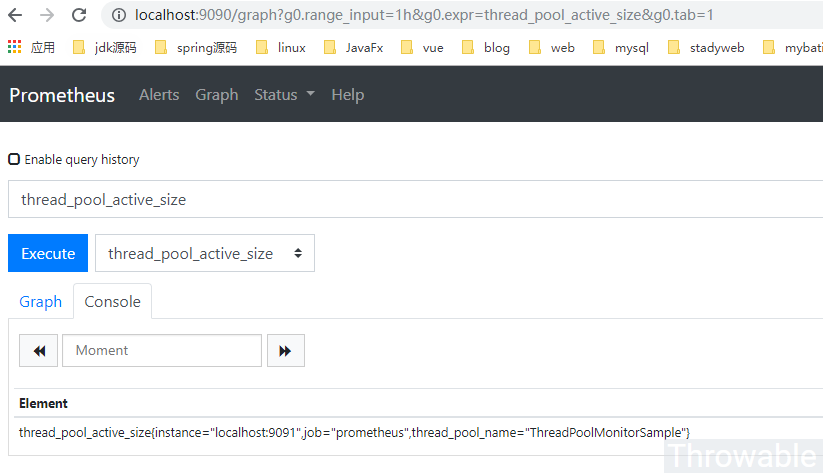 localhost:9090/graph?g0.range_input=1h&g0.expr=thread_pool_active_size&g0.tab=1
应用 jdk源码 spring源码 linux JavaFx vue blog web mysql stadyweb mybati
Prometheus Alerts Graph Status Help
Enable query history
thread_pool_active_size
Execute thread_pool_active_size
Graph Console
Moment
Element
thread_pool_active_size{instance="localhost:9091",job="prometheus",thread_pool_name="ThreadPoolMonitorSample"}
Throwable